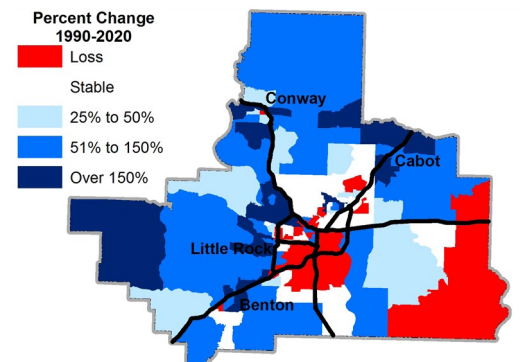 Percent Change
1990-2020
Loss
Stable
25% to 50%
51% to 150%
Over 150%
Conway
Cabot
Little Rock
Benton